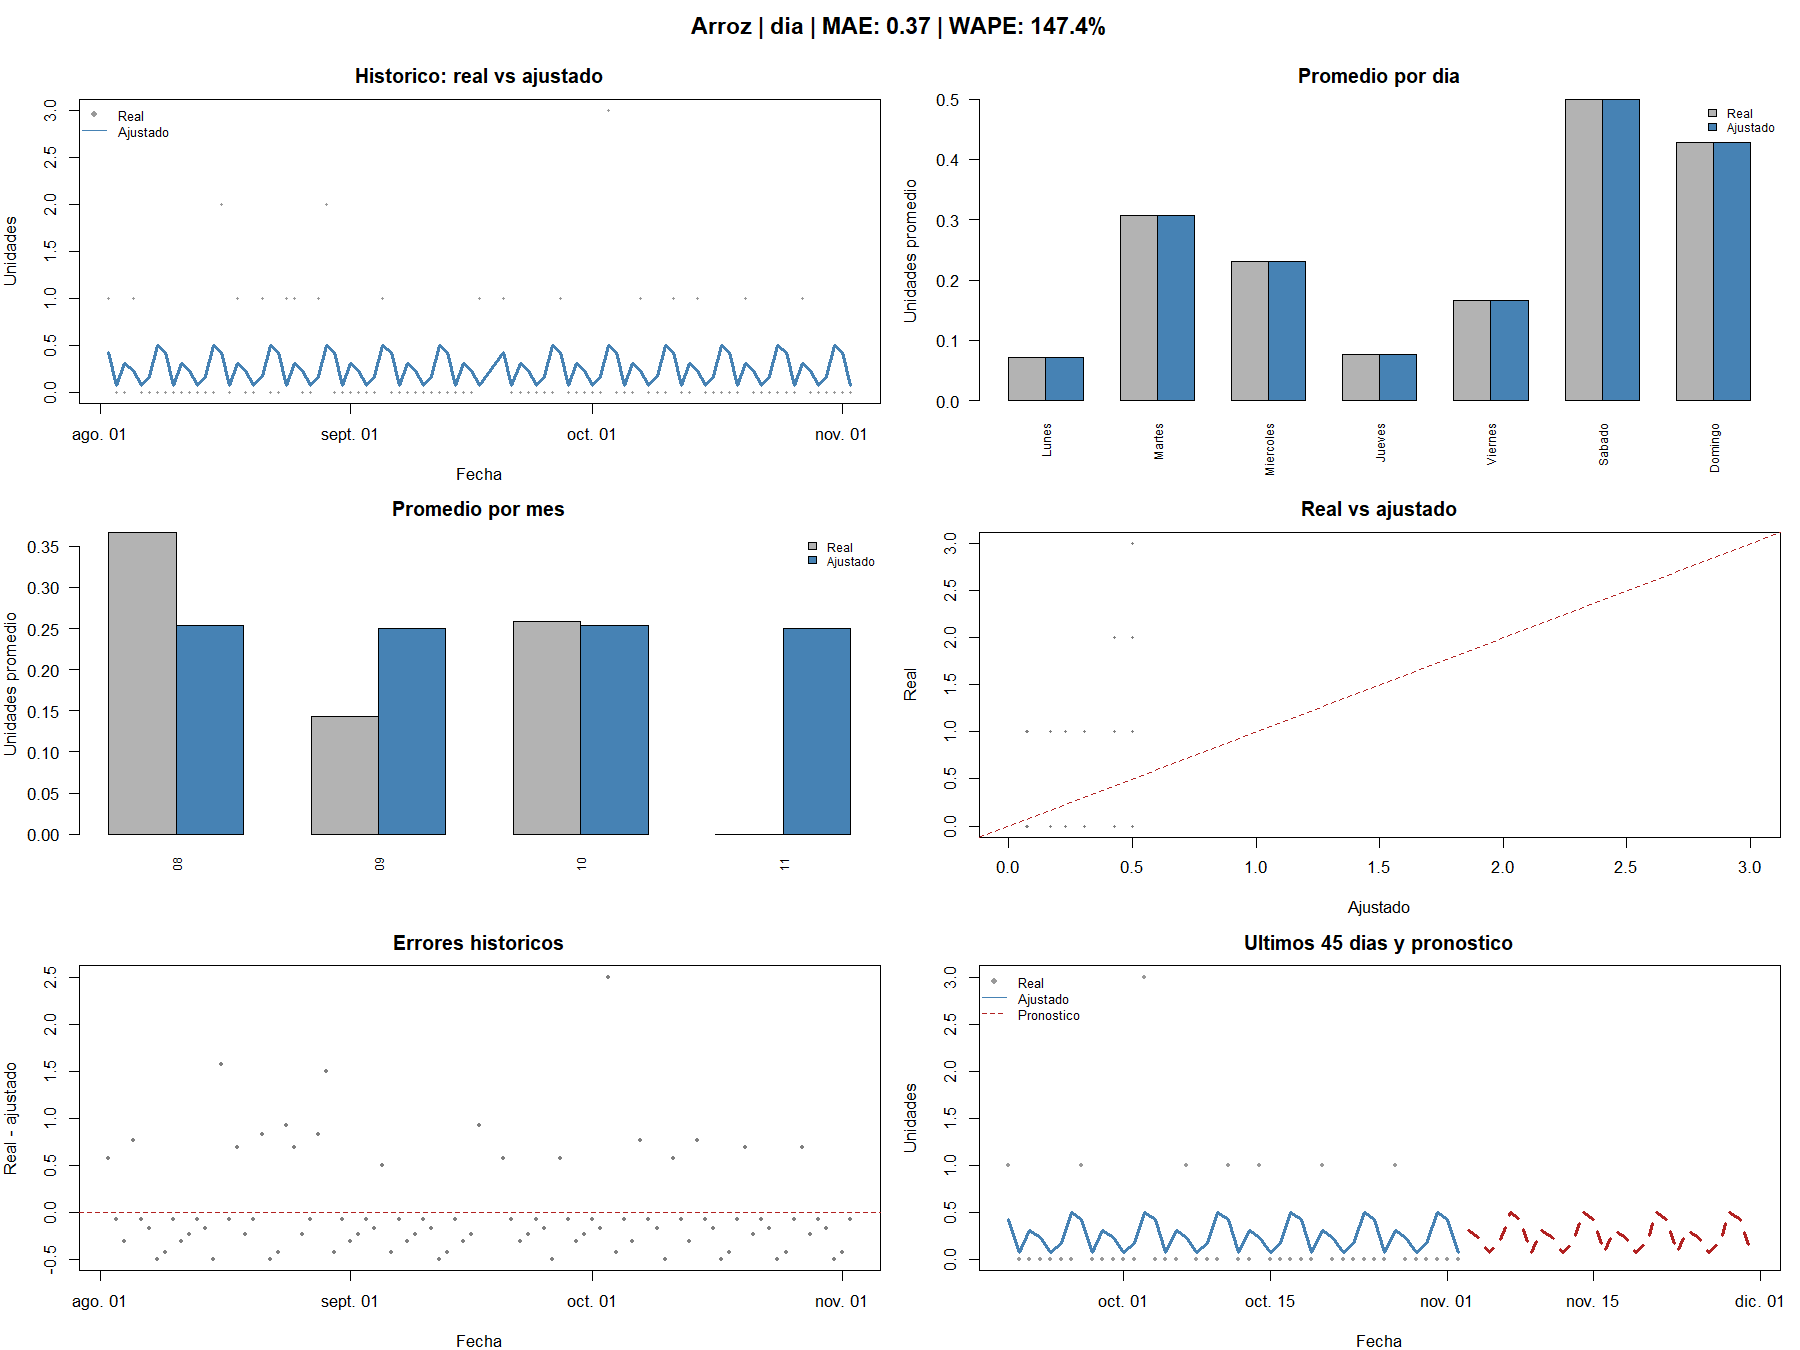 Arroz | dia | MAE: 0.37 | WAPE: 147.4%
Historico: real vs ajustado
Real
Ajustado
Unidades
0.0 0.5 1.0 1.5 2.0 2.5 3.0
ago. 01 sept. 01 oct. 01 nov. 01
Fecha
Promedio por dia
Real
Ajustado
Unidades promedio
0.5
0.4
0.3
0.2
0.1
0.0
Lunes Martes Miercoles Jueves Viernes Sabado Domingo
Promedio por mes
Real
Ajustado
Unidades promedio
0.35
0.30
0.25
0.20
0.15
0.10
0.05
0.00
08 09 10 11
Real vs ajustado
Real
0.0 0.5 1.0 1.5 2.0 2.5 3.0
0.0 0.5 1.0 1.5 2.0 2.5 3.0
Ajustado
Errores historicos
Real - ajustado
-0.5 0.0 0.5 1.0 1.5 2.0 2.5
ago. 01 sept. 01 oct. 01 nov. 01
Fecha
Ultimos 45 dias y pronostico
Real
Ajustado
Pronostico
Unidades
0.0 0.5 1.0 1.5 2.0 2.5 3.0
oct. 01 oct. 15 nov. 01 nov. 15 dic. 01
Fecha